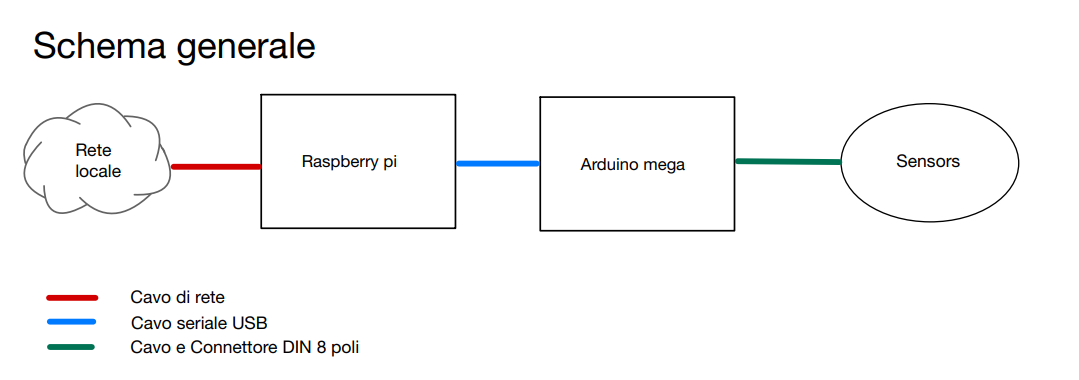 Schema generale
Rete
locale
Raspberry pi
Arduino mega
Sensors
Cavo di rete
Cavo seriale USB
Cavo e Connettore DIN 8 poli